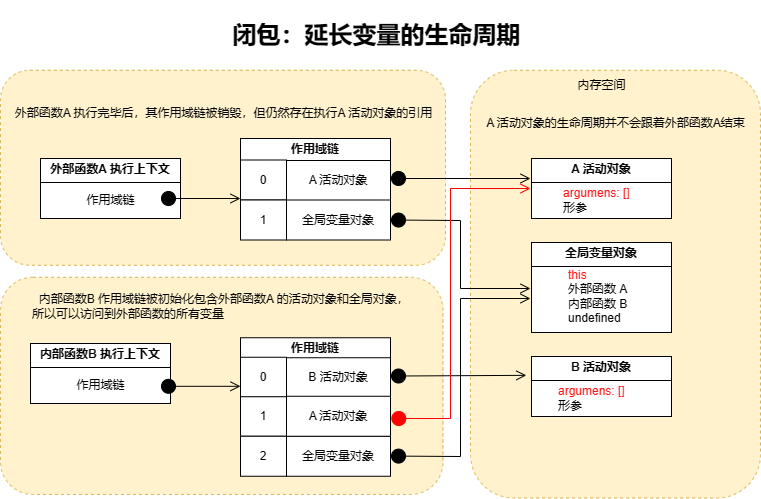 闭包：延长变量的生命周期
外部函数A 执行完毕后，其作用域链被销毁，但仍然存在执行A 活动对象的引用
外部函数A 执行上下文
作用域链
作用域链
0 A 活动对象
1 全局变量对象
内部函数B 作用域链被初始化包含外部函数A 的活动对象和全局对象，
所以可以访问到外部函数的所有变量
内部函数B 执行上下文
作用域链
作用域链
0 B 活动对象
1 A 活动对象
2 全局变量对象
内存空间
A 活动对象的生命周期并不会跟着外部函数A结束
A 活动对象
argumens: []
形参
全局变量对象
this
外部函数 A
内部函数 B
undefined
B 活动对象
argumens: []
形参